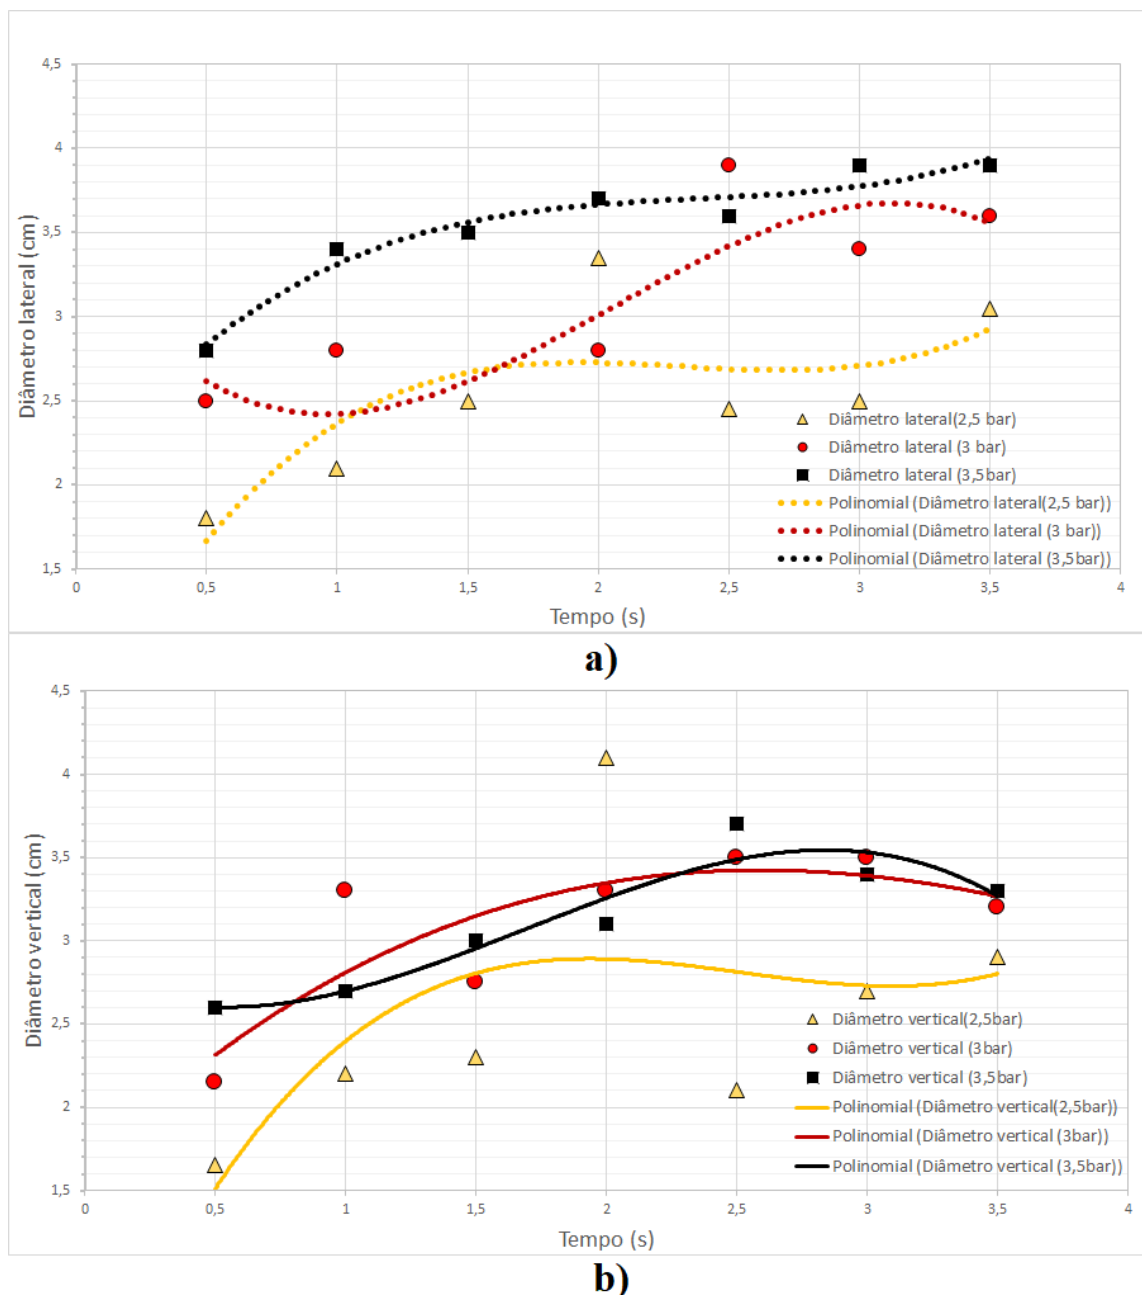 4,5
4
3,5
3
2,5
2
1,5
Diâmetro lateral (cm)
Diâmetro lateral(2,5 bar)
Diâmetro lateral (3 bar)
Diâmetro lateral (3,5bar)
Polinomial (Diâmetro lateral(2,5 bar))
Polinomial (Diâmetro lateral (3 bar))
Polinomial (Diâmetro lateral (3,5bar))
0 0,5 1 1,5 2 2,5 3 3,5 4
Tempo (s)
a)
4,5
4
3,5
3
2,5
2
1,5
Diâmetro vertical (cm)
Diâmetro vertical(2,5bar)
Diâmetro vertical (3bar)
Diâmetro vertical (3,5bar)
Polinomial (Diâmetro vertical(2,5bar))
Polinomial (Diâmetro vertical (3bar))
Polinomial (Diâmetro vertical (3,5bar))
0 0,5 1 1,5 2 2,5 3 3,5 4
Tempo (s)
b)